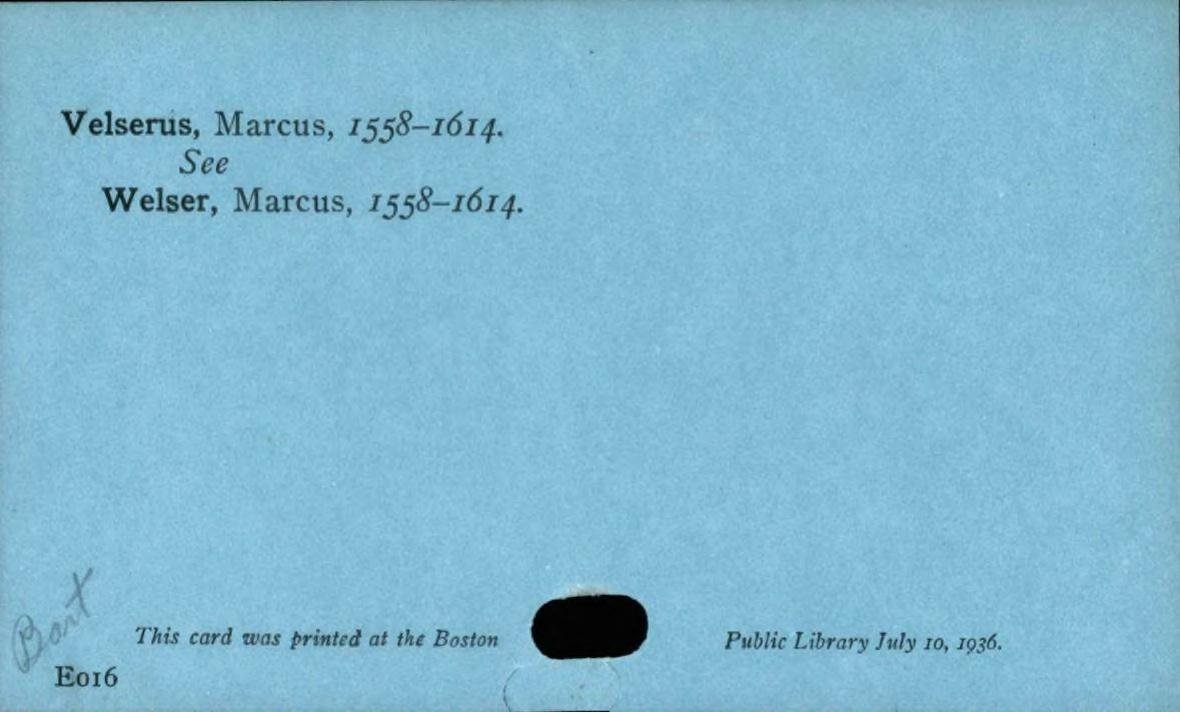 Velserus, Marcus, 1558–1614.
See
Welser, Marcus, 1558–1614.
Bart
This card was printed at the Boston Public Library July 10, 1936.
E016